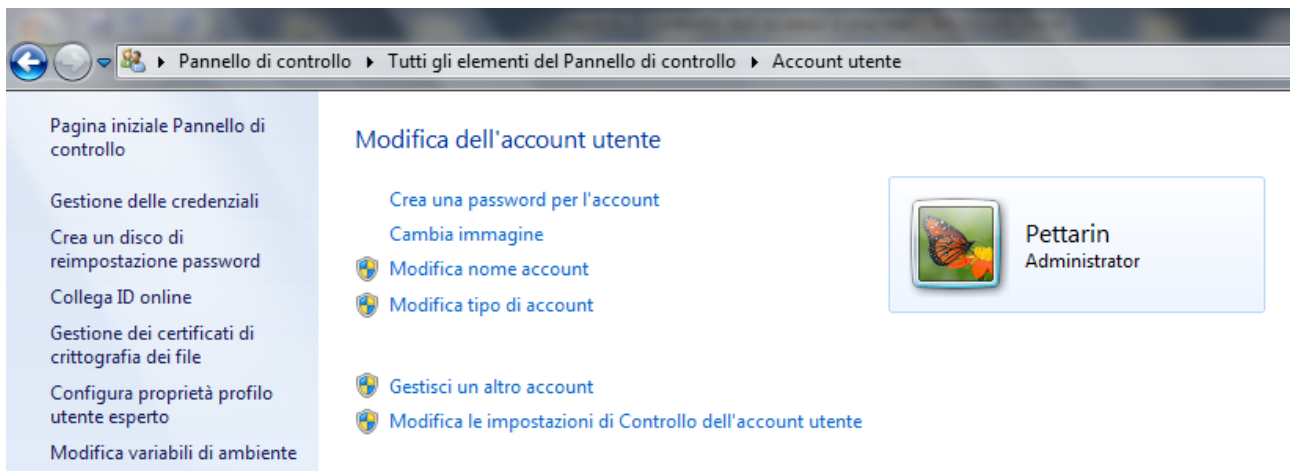 Pannello di controllo ▸ Tutti gli elementi del Pannello di controllo ▸ Account utente
Pagina iniziale Pannello di
controllo
Gestione delle credenziali
Crea un disco di
reimpostazione password
Collega ID online
Gestione dei certificati di
crittografia dei file
Configura proprietà profilo
utente esperto
Modifica variabili di ambiente
Modifica dell'account utente
Crea una password per l'account
Cambia immagine
Modifica nome account
Modifica tipo di account
Gestisci un altro account
Modifica le impostazioni di Controllo dell'account utente
Pettarin
Administrator